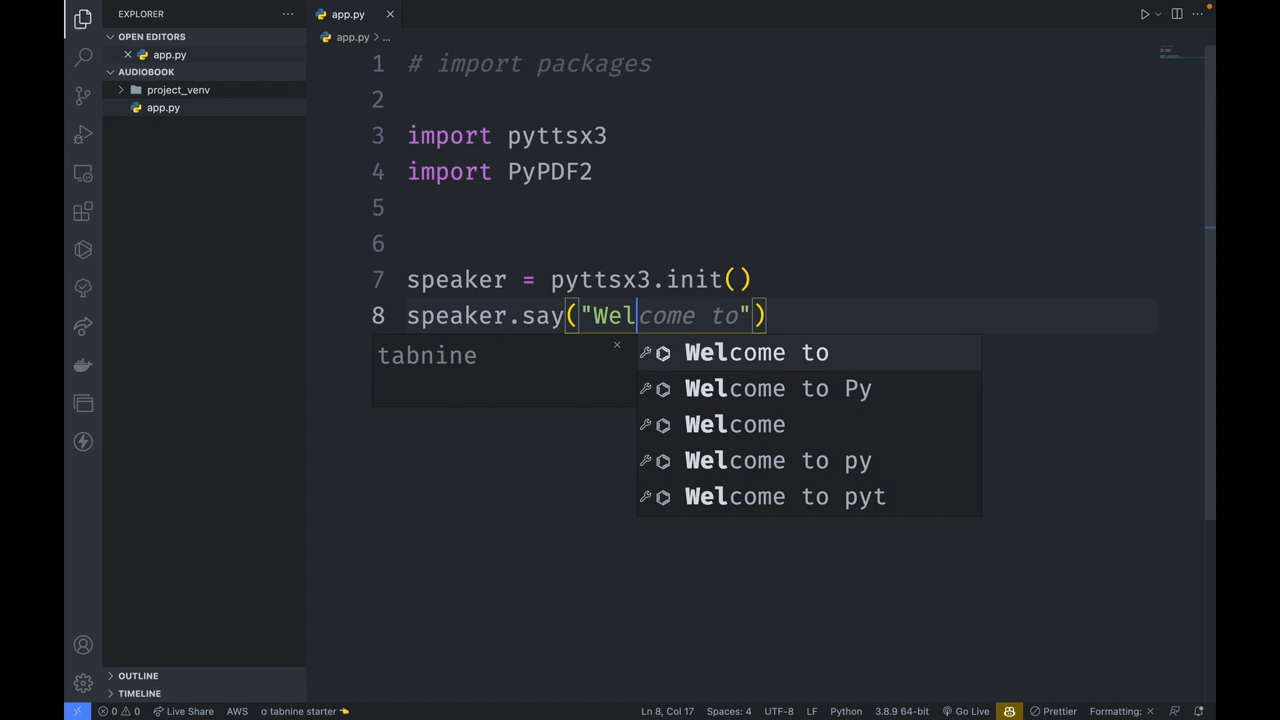 EXPLORER
OPEN EDITORS
app.py
AUDIOBOOK
project_venv
app.py
OUTLINE
TIMELINE
app.py
app.py > ...
1 # import packages
2
3 import pyttsx3
4 import PyPDF2
5
6
7 speaker = pyttsx3.init()
8 speaker.say("Welcome to")
tabnine
Welcome to
Welcome to Py
Welcome
Welcome to py
Welcome to pyt
0 0 Live Share AWS tabnine starter Ln 8, Col 17 Spaces: 4 UTF-8 LF Python 3.8.9 64-bit Go Live Prettier Formatting: ×